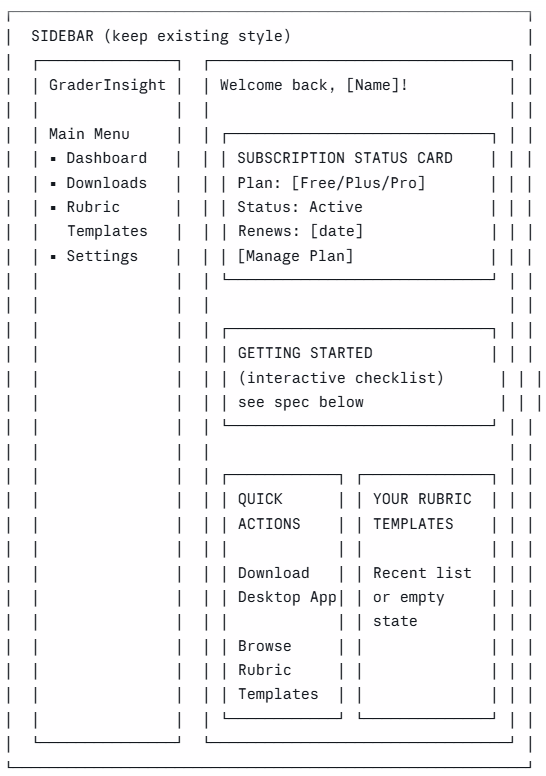 SIDEBAR (keep existing style)
GraderInsight
Main Menu
▪ Dashboard
▪ Downloads
▪ Rubric
Templates
▪ Settings
Welcome back, [Name]!
SUBSCRIPTION STATUS CARD
Plan: [Free/Plus/Pro]
Status: Active
Renews: [date]
[Manage Plan]
GETTING STARTED
(interactive checklist)
see spec below
QUICK
ACTIONS
Download
Desktop App
Browse
Rubric
Templates
YOUR RUBRIC
TEMPLATES
Recent list
or empty
state